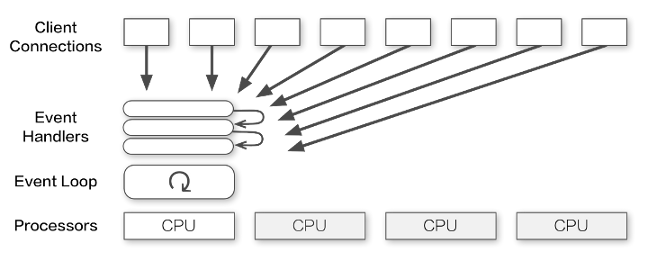 Client
Connections
Event
Handlers
Event Loop
Processors
CPU
CPU
CPU
CPU